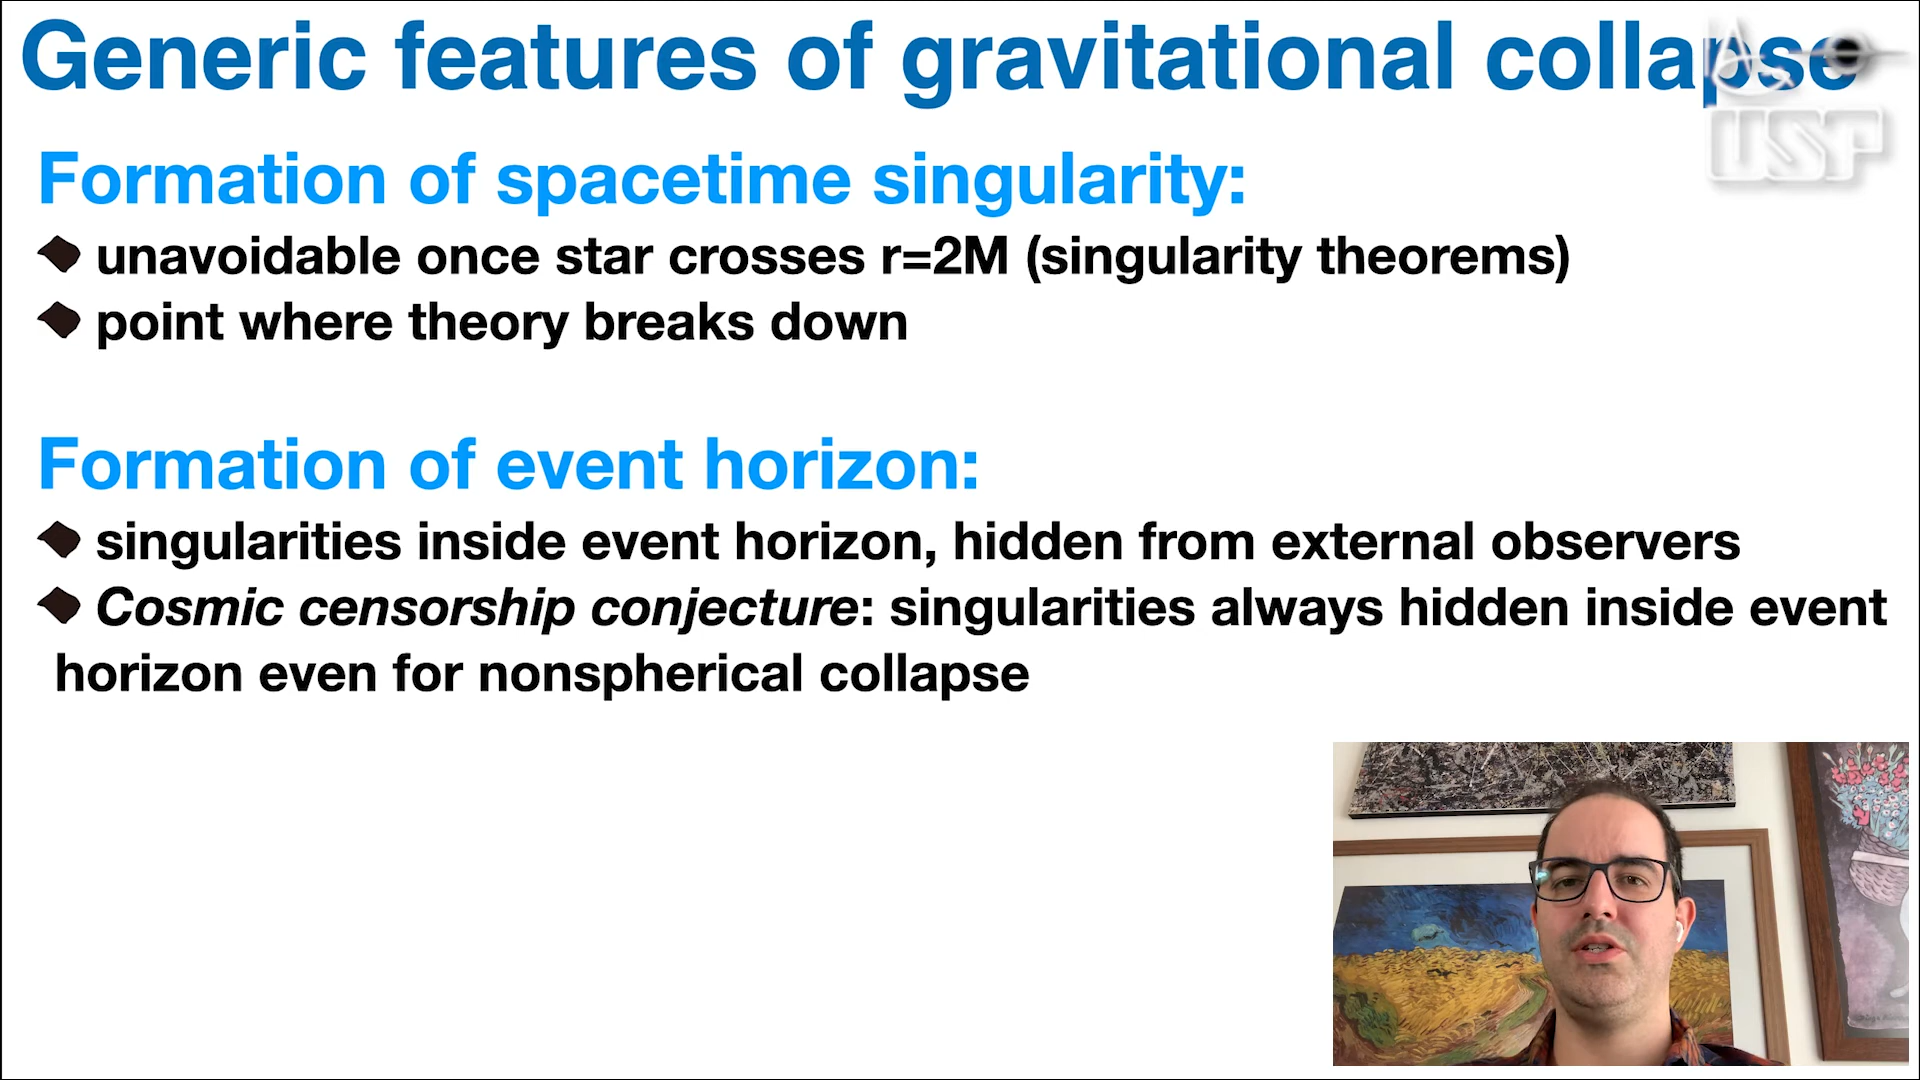 Generic features of gravitational collapse
USP
Formation of spacetime singularity:
unavoidable once star crosses r=2M (singularity theorems)
point where theory breaks down
Formation of event horizon:
singularities inside event horizon, hidden from external observers
Cosmic censorship conjecture: singularities always hidden inside event
horizon even for nonspherical collapse